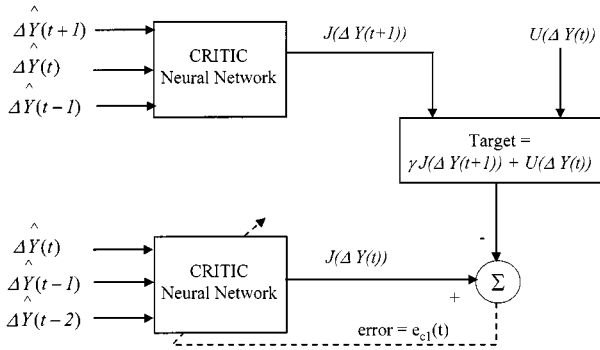 ΔŶ(t+1)
ΔŶ(t)
ΔŶ(t−1)
CRITIC
Neural Network
J(ΔY(t+1))
U(ΔY(t))
Target =
γJ(ΔY(t+1)) + U(ΔY(t))
ΔŶ(t)
ΔŶ(t−1)
ΔŶ(t−2)
CRITIC
Neural Network
J(ΔY(t))
-
+
Σ
error = e_c1(t)